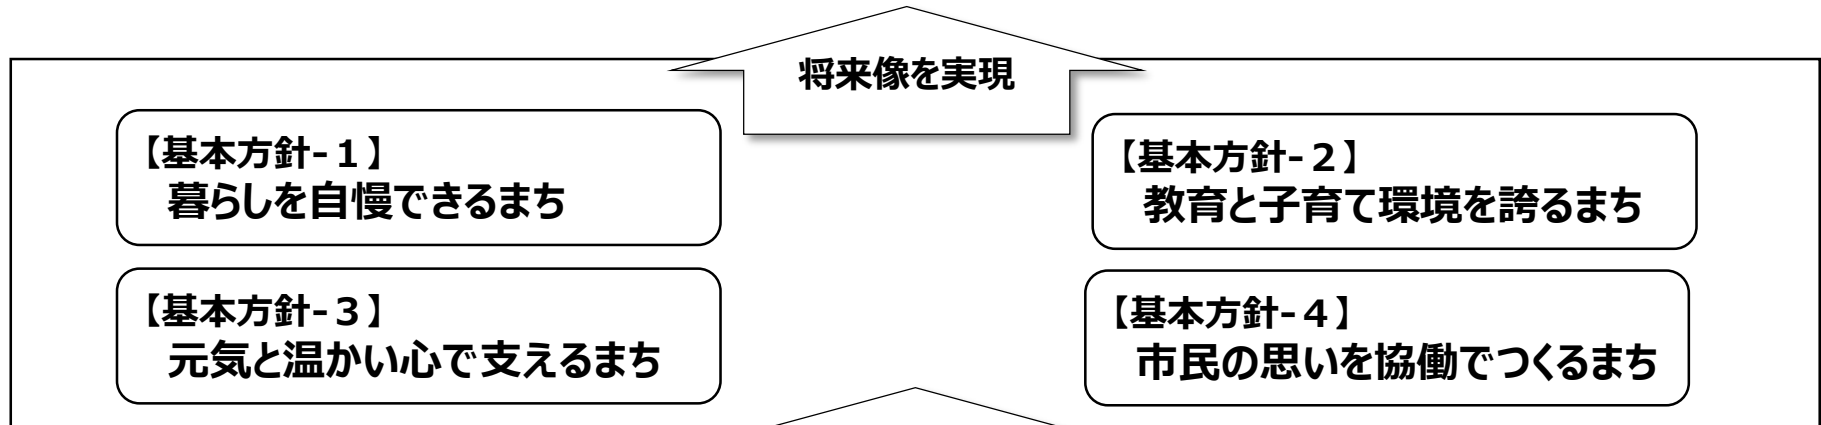 将来像を実現
【基本方針-１】
暮らしを自慢できるまち
【基本方針-２】
教育と子育て環境を誇るまち
【基本方針-３】
元気と温かい心で支えるまち
【基本方針-４】
市民の思いを協働でつくるまち